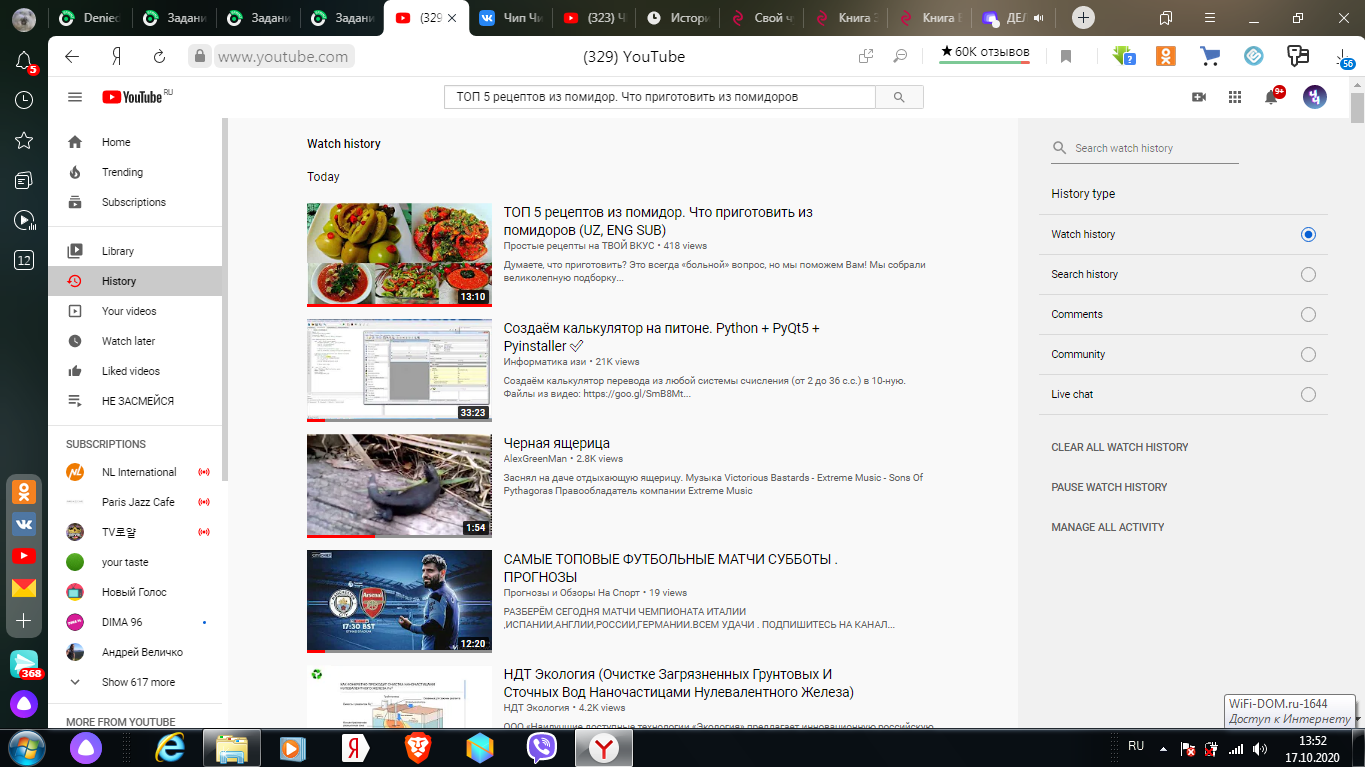 Deniec
Задани
Задани
Задани
(329)
Чип Чи
(323) Ч
Истори
Свой ч
Книга З
Книга Е
ДЕЛ
www.youtube.com
(329) YouTube
★60К отзывов
56
5
12
368
YouTube RU
ТОП 5 рецептов из помидор. Что приготовить из помидоров
9+
Home
Trending
Subscriptions
Library
History
Your videos
Watch later
Liked videos
НЕ ЗАСМЕЙСЯ
SUBSCRIPTIONS
NL International
Paris Jazz Cafe
TV로얄
your taste
Новый Голос
DIMA 96
Андрей Величко
Show 617 more
MORE FROM YOUTUBE
Watch history
Today
13:10
ТОП 5 рецептов из помидор. Что приготовить из
помидоров (UZ, ENG SUB)
Простые рецепты на ТВОЙ ВКУС • 418 views
Думаете, что приготовить? Это всегда «больной» вопрос, но мы поможем Вам! Мы собрали
великолепную подборку...
33:23
Создаём калькулятор на питоне. Python + PyQt5 +
Pyinstaller ✓
Информатика изи • 21K views
Создаём калькулятор перевода из любой системы счисления (от 2 до 36 с.с.) в 10-ную.
Файлы из видео: https://goo.gl/SmB8Mt...
1:54
Черная ящерица
AlexGreenMan • 2.8K views
Заснял на даче отдыхающую ящерицу. Музыка Victorious Bastards - Extreme Music - Sons Of
Pythagoras Правообладатель компании Extreme Music
Arsenal
17:30 BST
12:20
САМЫЕ ТОПОВЫЕ ФУТБОЛЬНЫЕ МАТЧИ СУББОТЫ .
ПРОГНОЗЫ
Прогнозы и Обзоры На Спорт • 19 views
РАЗБЕРЁМ СЕГОДНЯ МАТЧИ ЧЕМПИОНАТА ИТАЛИИ
,ИСПАНИИ,АНГЛИИ,РОССИИ,ГЕРМАНИИ.ВСЕМ УДАЧИ . ПОДПИШИТЕСЬ НА КАНАЛ...
НДТ Экология (Очистке Загрязненных Грунтовых И
Сточных Вод Наночастицами Нулевалентного Железа)
НДТ Экология • 4.2K views
ООО «Наилучшие доступные технологии «Экология» предлагает инновационную российскую
Search watch history
History type
Watch history
Search history
Comments
Community
Live chat
CLEAR ALL WATCH HISTORY
PAUSE WATCH HISTORY
MANAGE ALL ACTIVITY
WiFi-DOM.ru-1644
Доступ к Интернету
RU
13:52
17.10.2020